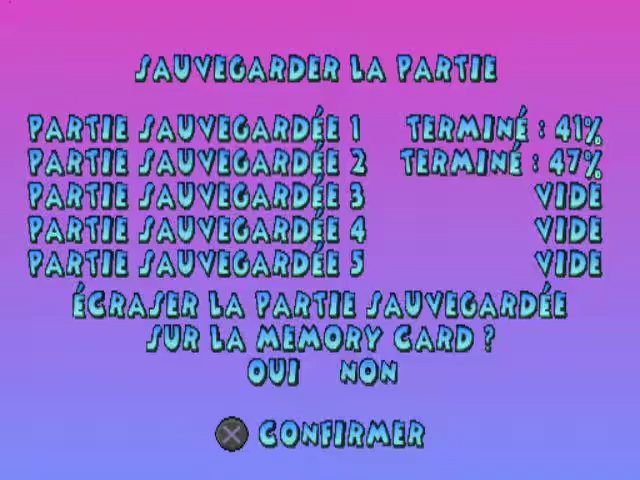 SAUVEGARDER LA PARTIE
PARTIE SAUVEGARDÉE 1 TERMINÉ : 41%
PARTIE SAUVEGARDÉE 2 TERMINÉ : 47%
PARTIE SAUVEGARDÉE 3 VIDE
PARTIE SAUVEGARDÉE 4 VIDE
PARTIE SAUVEGARDÉE 5 VIDE
ÉCRASER LA PARTIE SAUVEGARDÉE
SUR LA MEMORY CARD ?
OUI NON
CONFIRMER